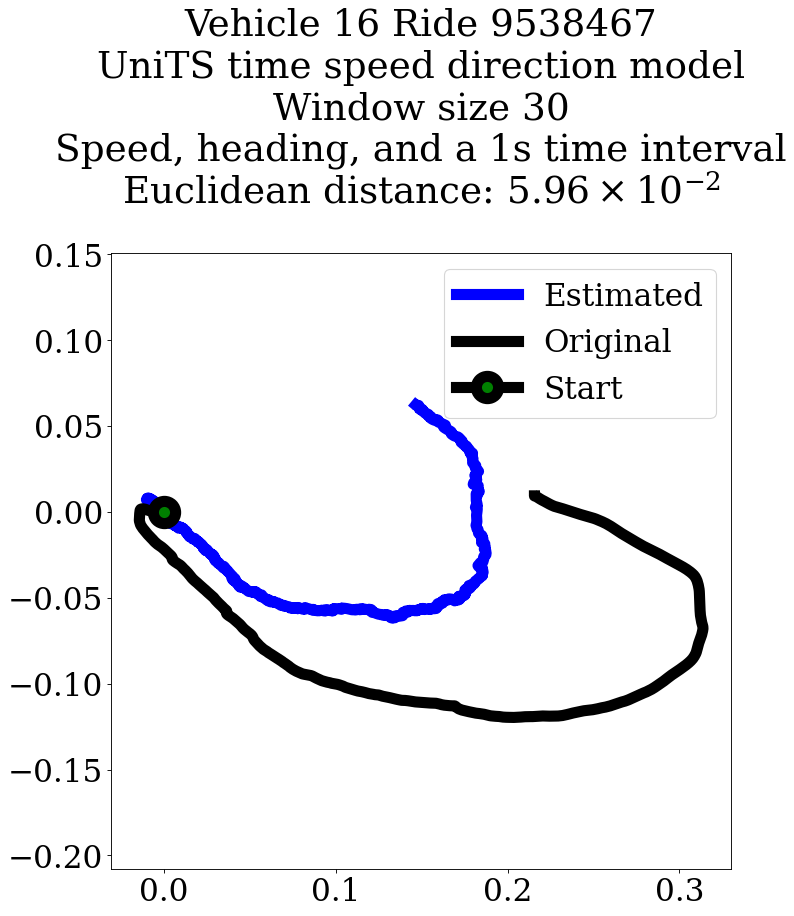 Vehicle 16 Ride 9538467
UniTS time speed direction model
Window size 30
Speed, heading, and a 1s time interval
Euclidean distance: 5.96 × 10⁻²
0.15
Estimated
0.10
Original
Start
0.05
0.00
−0.05
−0.10
−0.15
−0.20
0.0 0.1 0.2 0.3